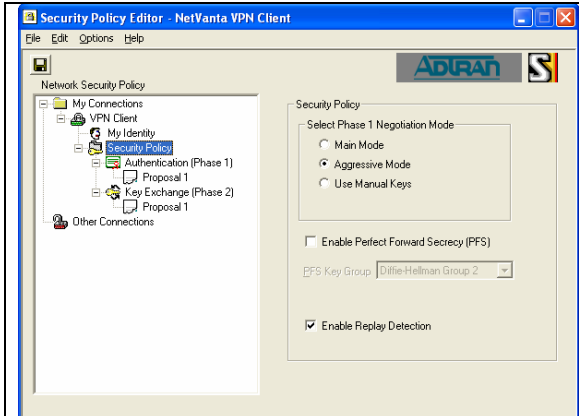 Security Policy Editor - NetVanta VPN Client
File Edit Options Help
ADTRAN
S
Network Security Policy
My Connections
VPN Client
My Identity
Security Policy
Authentication (Phase 1)
Proposal 1
Key Exchange (Phase 2)
Proposal 1
Other Connections
Security Policy
Select Phase 1 Negotiation Mode
Main Mode
Aggressive Mode
Use Manual Keys
Enable Perfect Forward Secrecy (PFS)
PFS Key Group Diffie-Hellman Group 2
Enable Replay Detection